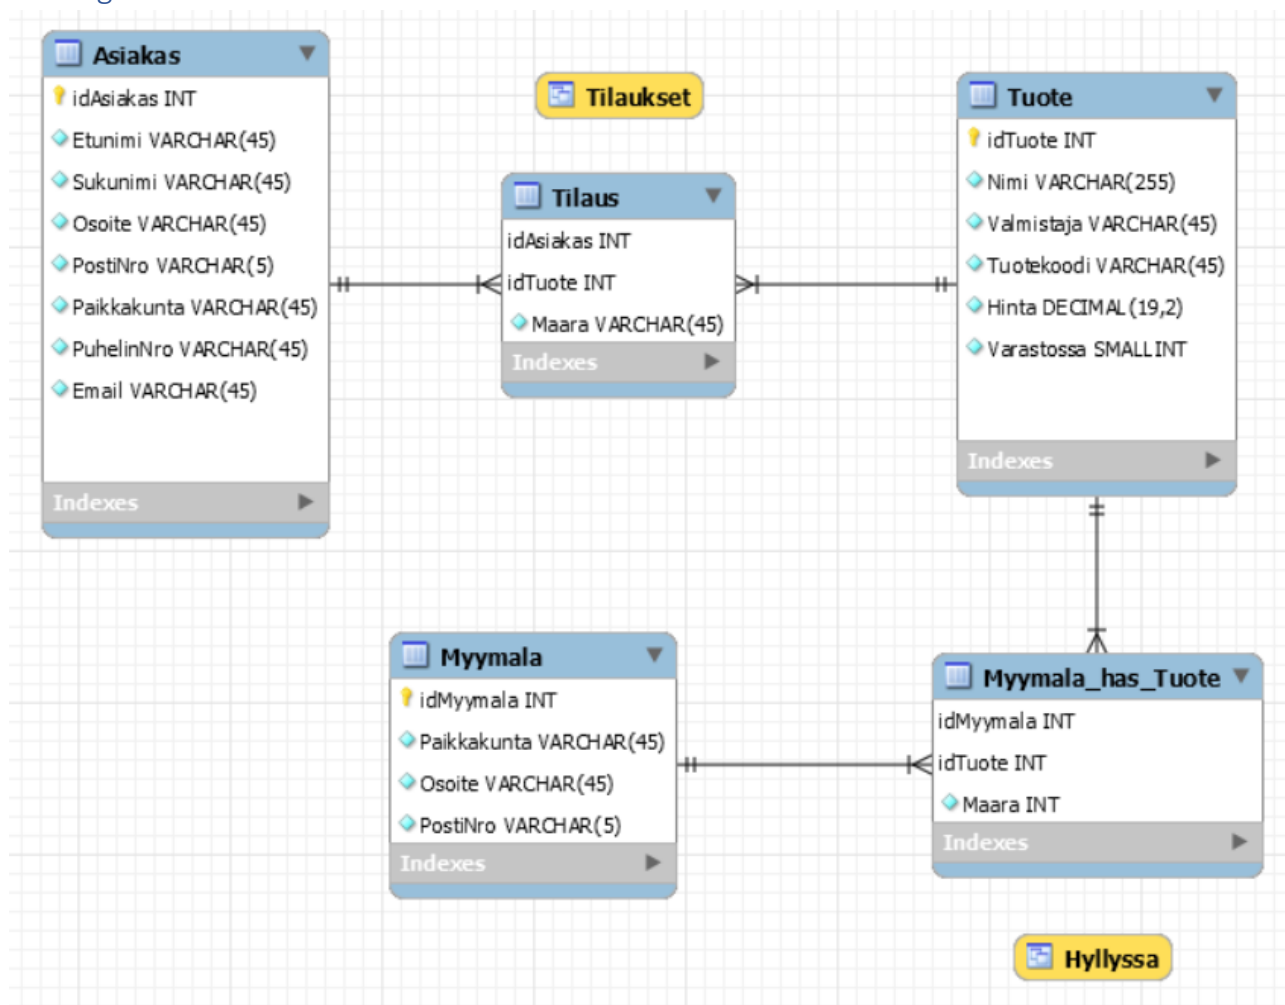 Asiakas
idAsiakas INT
Etunimi VARCHAR(45)
Sukunimi VARCHAR(45)
Osoite VARCHAR(45)
PostiNro VARCHAR(5)
Paikkakunta VARCHAR(45)
PuhelinNro VARCHAR(45)
Email VARCHAR(45)
Indexes
Tilaukset
Tilaus
idAsiakas INT
idTuote INT
Maara VARCHAR(45)
Indexes
Tuote
idTuote INT
Nimi VARCHAR(255)
Valmistaja VARCHAR(45)
Tuotekoodi VARCHAR(45)
Hinta DECIMAL(19,2)
Varastossa SMALLINT
Indexes
Myymala
idMyymala INT
Paikkakunta VARCHAR(45)
Osoite VARCHAR(45)
PostiNro VARCHAR(5)
Indexes
Myymala_has_Tuote
idMyymala INT
idTuote INT
Maara INT
Indexes
Hyllyssa